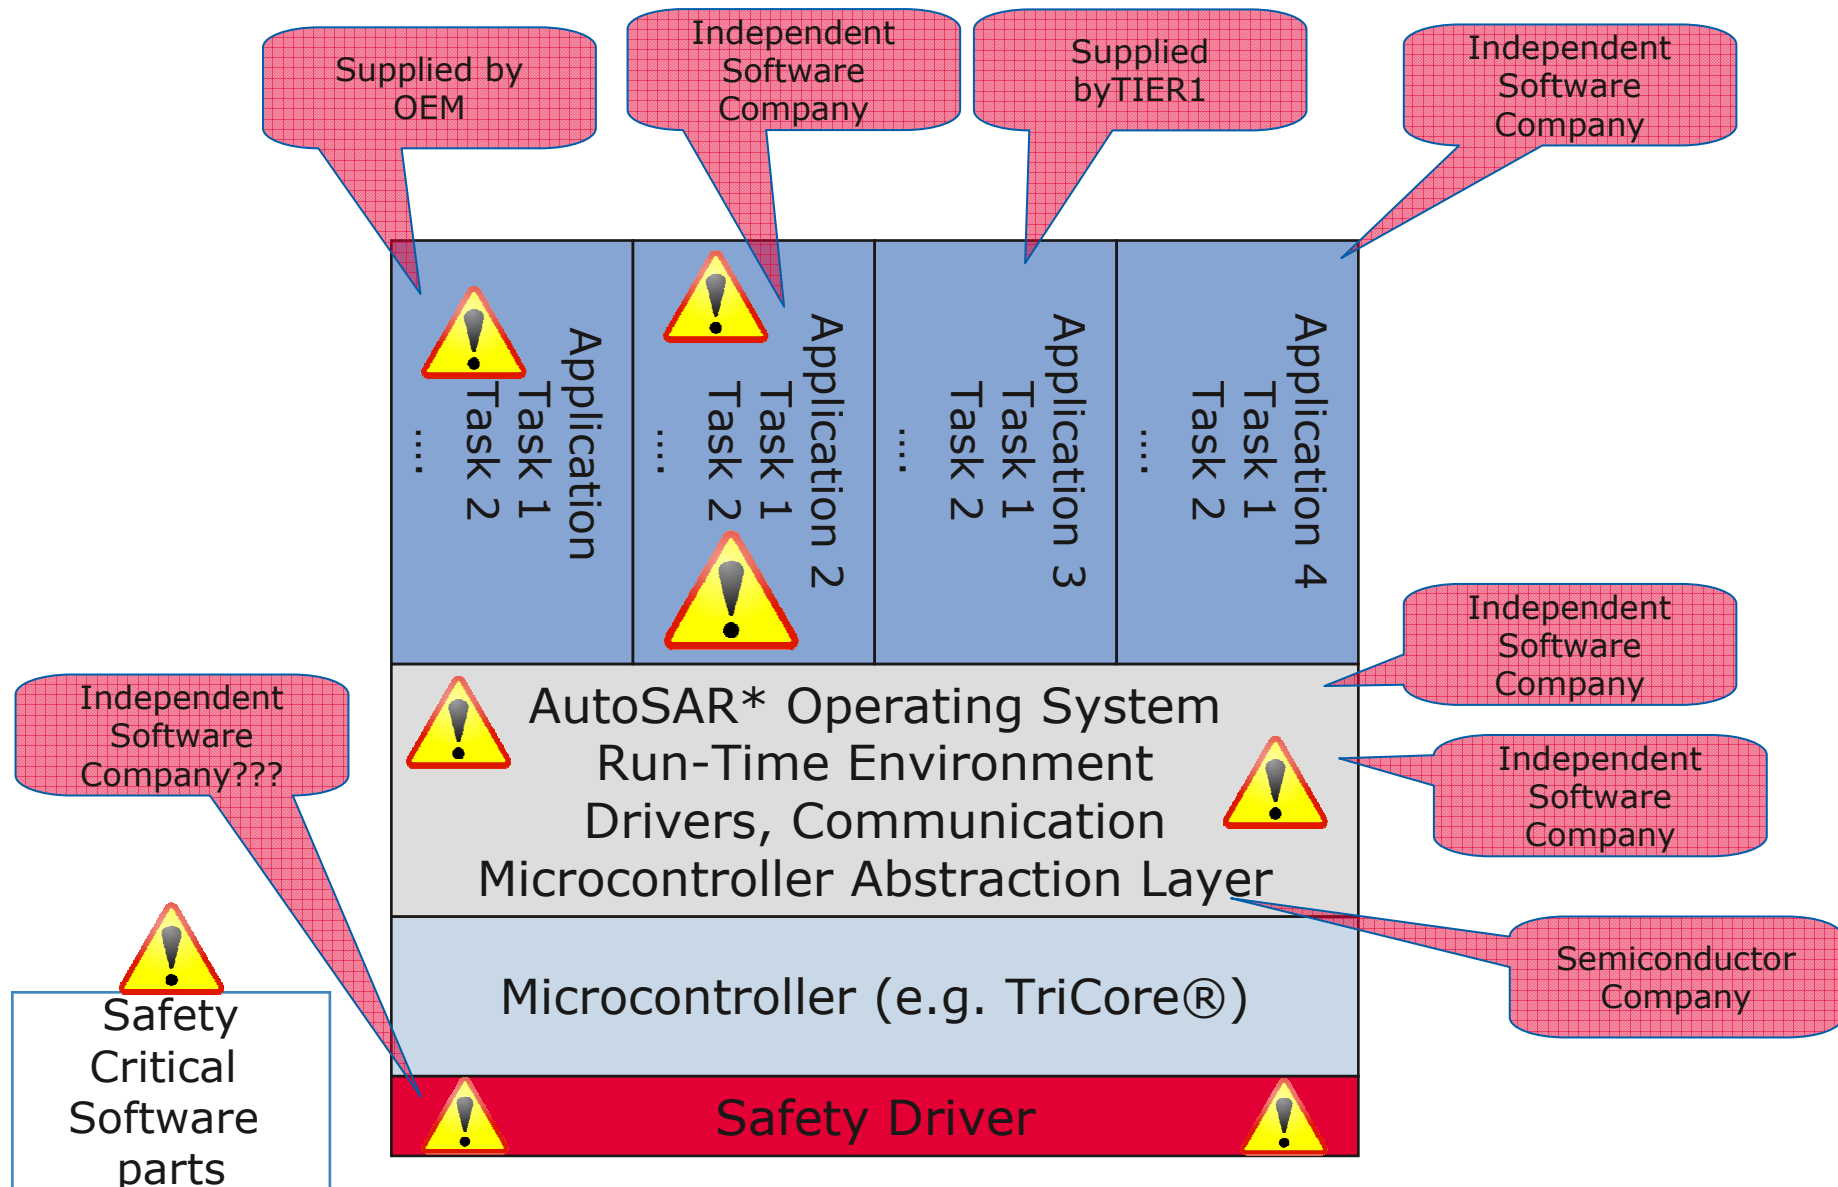 Supplied by
OEM
Independent
Software
Company
Supplied
byTIER1
Independent
Software
Company
Application
Task 1
Task 2
....
Application 2
Task 1
Task 2
....
Application 3
Task 1
Task 2
....
Application 4
Task 1
Task 2
....
Independent
Software
Company
Independent
Software
Company???
AutoSAR* Operating System
Run-Time Environment
Drivers, Communication
Microcontroller Abstraction Layer
Independent
Software
Company
Semiconductor
Company
Microcontroller (e.g. TriCore®)
Safety
Critical
Software
parts
Safety Driver